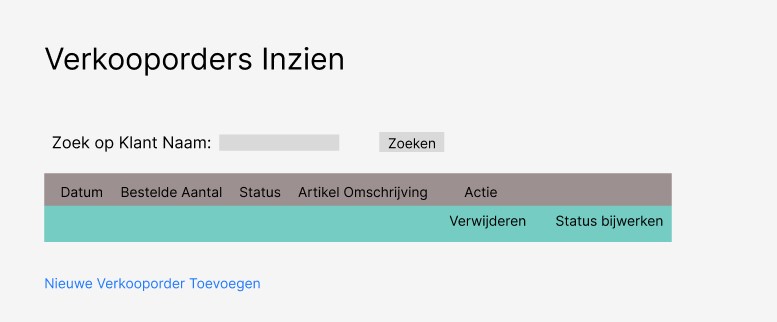 Verkooporders Inzien
Zoek op Klant Naam: Zoeken
Datum Bestelde Aantal Status Artikel Omschrijving Actie
Verwijderen Status bijwerken
Nieuwe Verkooporder Toevoegen